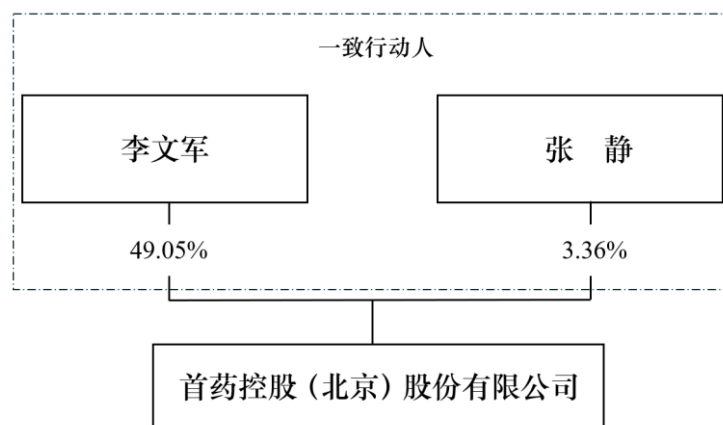 一致行动人
李文军
张 静
49.05%
3.36%
首药控股（北京）股份有限公司